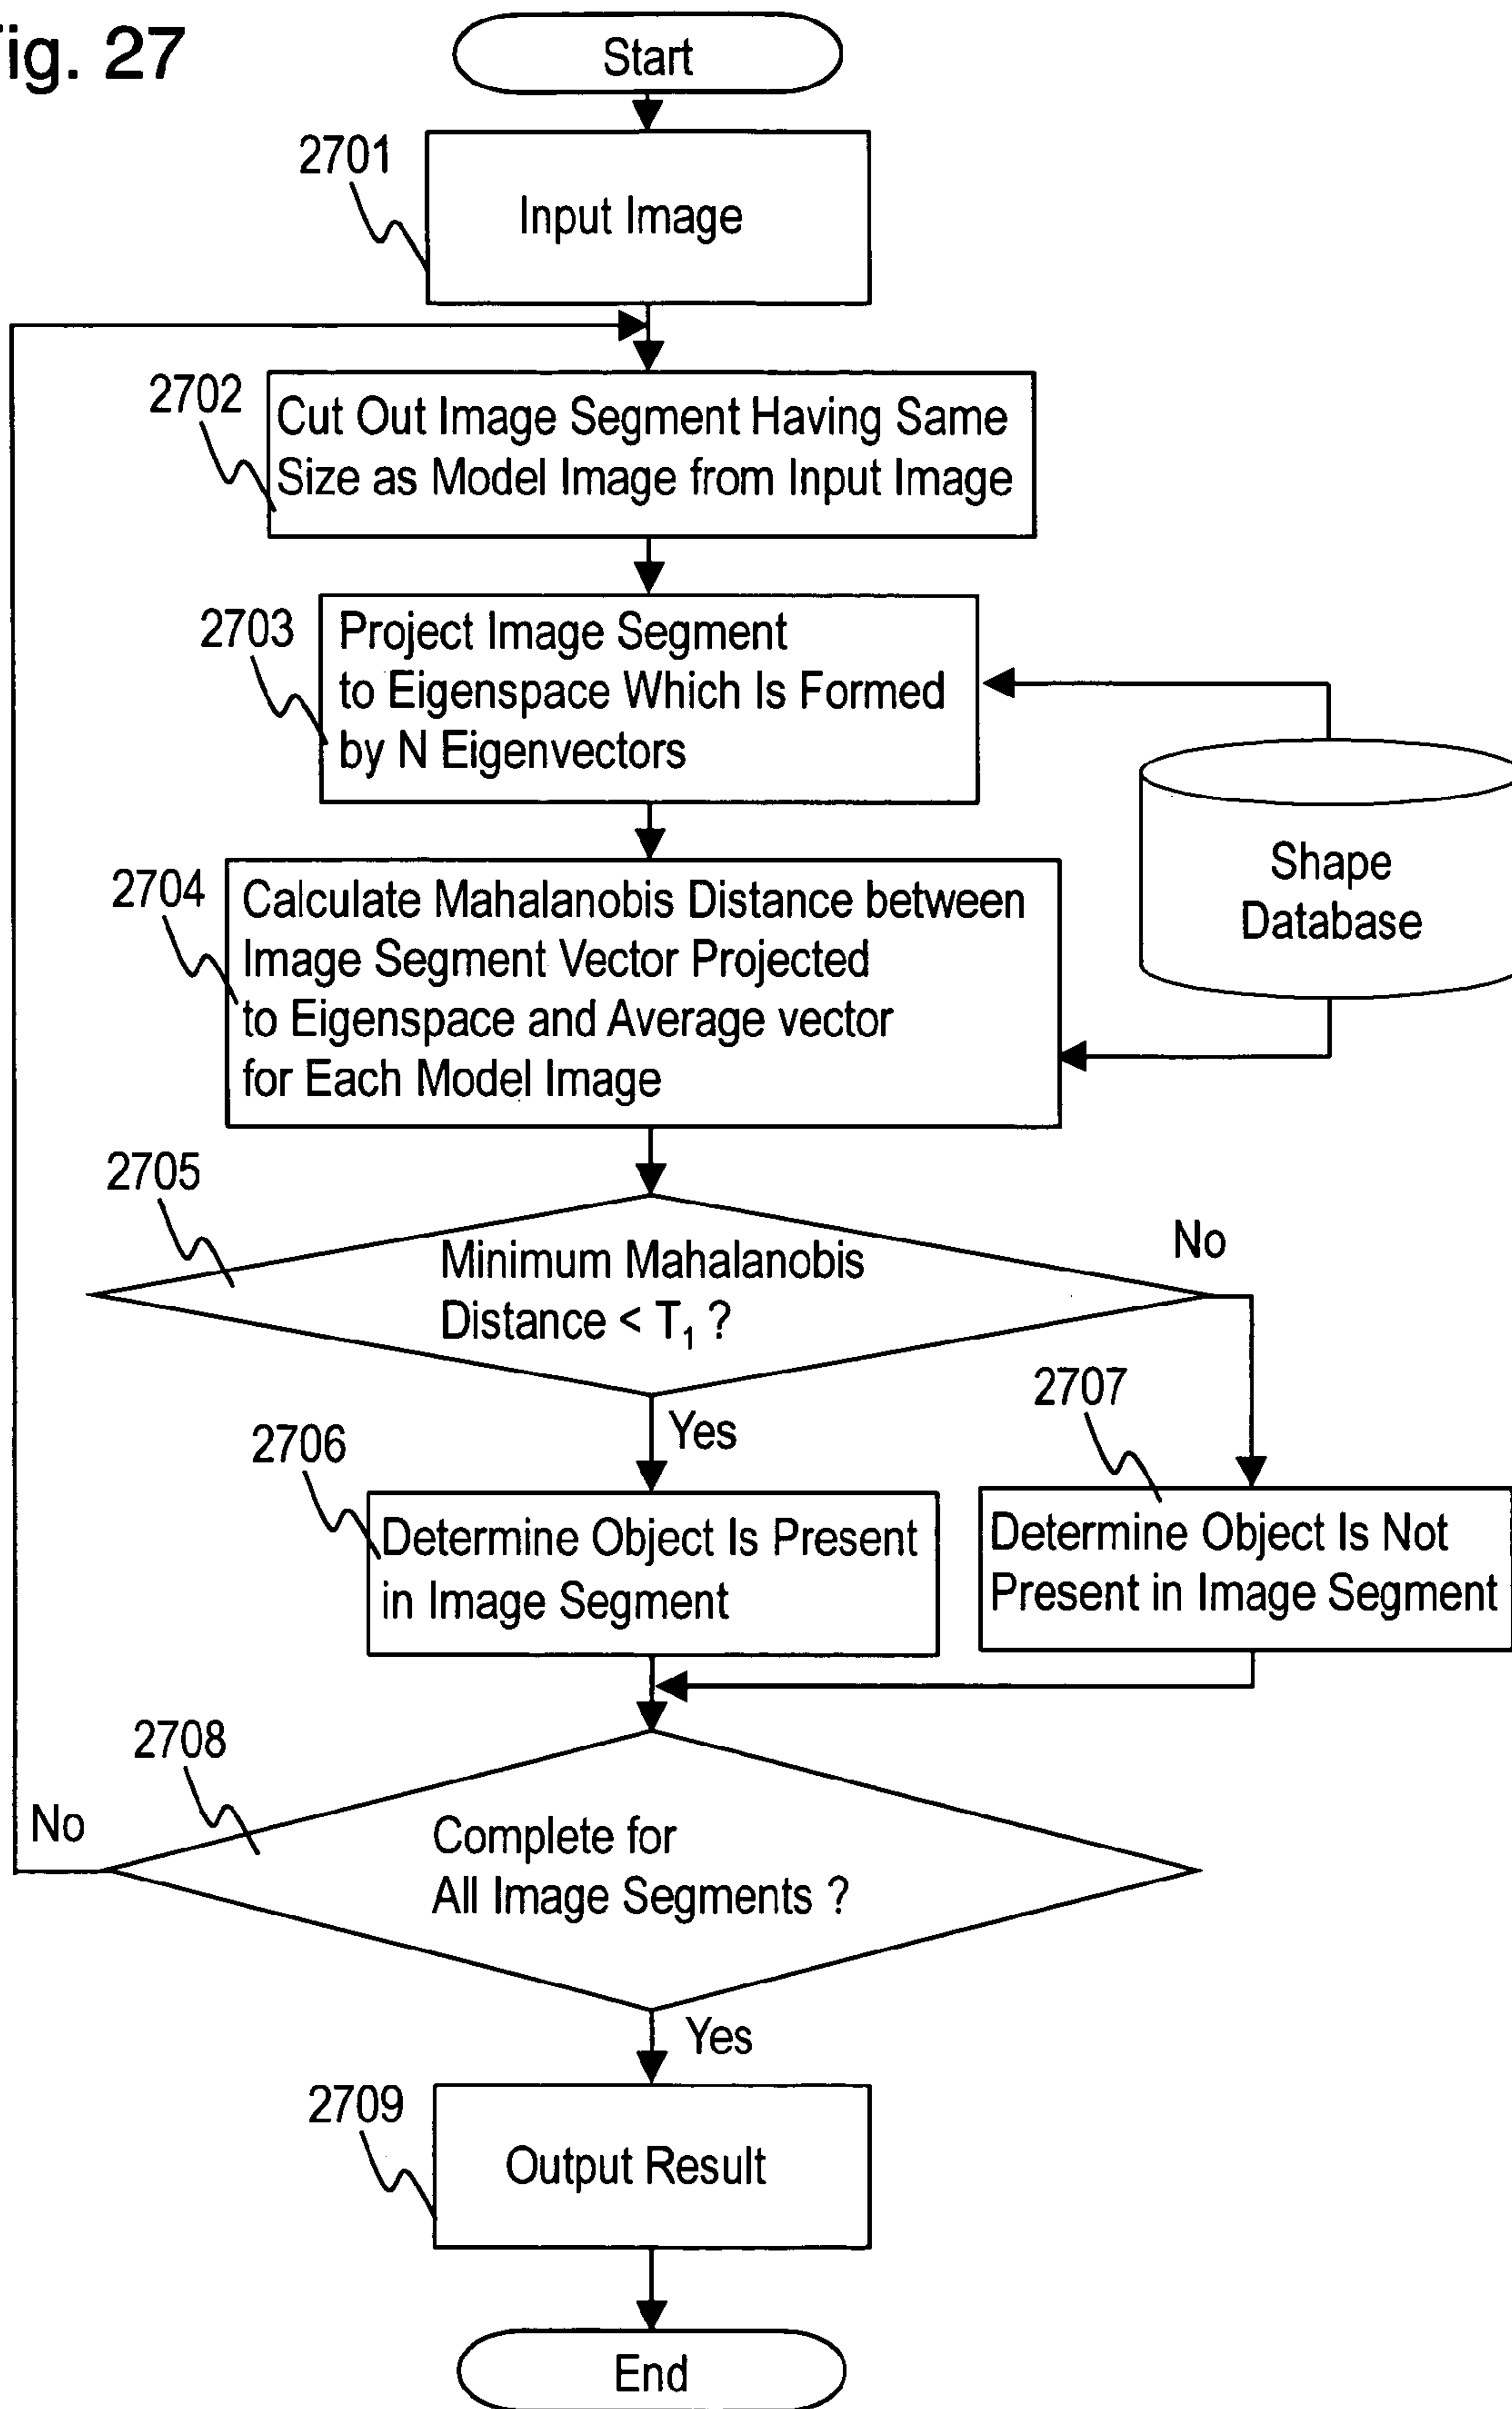 ig. 27
Start
2701
Input Image
2702
Cut Out Image Segment Having Same
Size as Model Image from Input Image
2703
Project Image Segment
to Eigenspace Which Is Formed
by N Eigenvectors
Shape
Database
2704
Calculate Mahalanobis Distance between
Image Segment Vector Projected
to Eigenspace and Average vector
for Each Model Image
2705
Minimum Mahalanobis
Distance < T₁ ?
No
Yes
2706
Determine Object Is Present
in Image Segment
2707
Determine Object Is Not
Present in Image Segment
2708
No
Complete for
All Image Segments ?
Yes
2709
Output Result
End